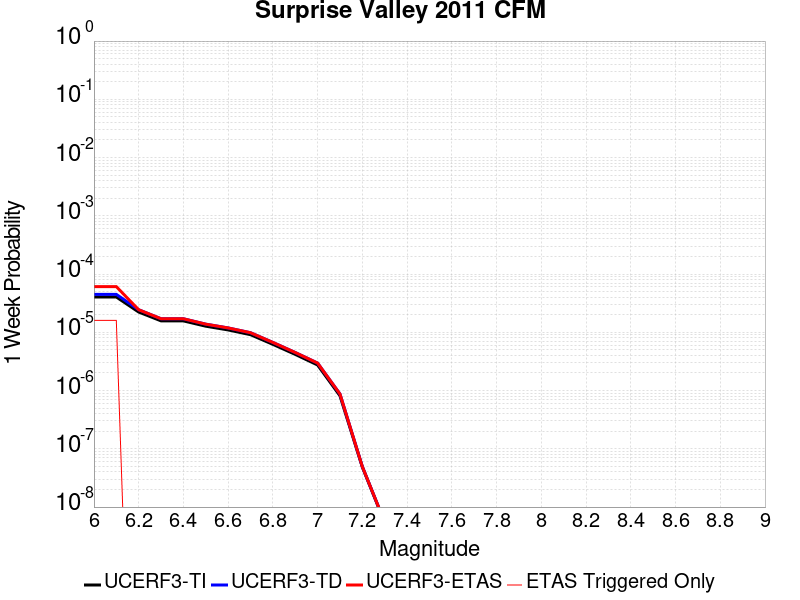 Surprise Valley 2011 CFM
10^0
10^-1
10^-2
10^-3
10^-4
10^-5
10^-6
10^-7
10^-8
1 Week Probability
6 6.2 6.4 6.6 6.8 7 7.2 7.4 7.6 7.8 8 8.2 8.4 8.6 8.8 9
Magnitude
UCERF3-TI UCERF3-TD UCERF3-ETAS ETAS Triggered Only